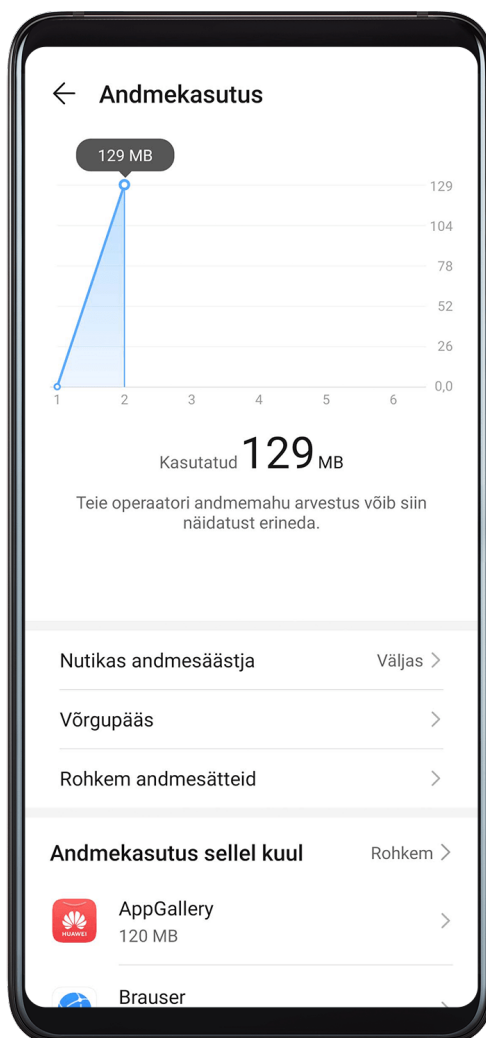 Andmekasutus
129 MB
129
104
78
52
26
0,0
1 2 3 4 5 6
Kasutatud 129 MB
Teie operaatori andmemahu arvestus võib siin
näidatust erineda.
Nutikas andmesäästja Väljas
Võrgupääs
Rohkem andmesätteid
Andmekasutus sellel kuul Rohkem
HUAWEI
AppGallery
120 MB
Brauser